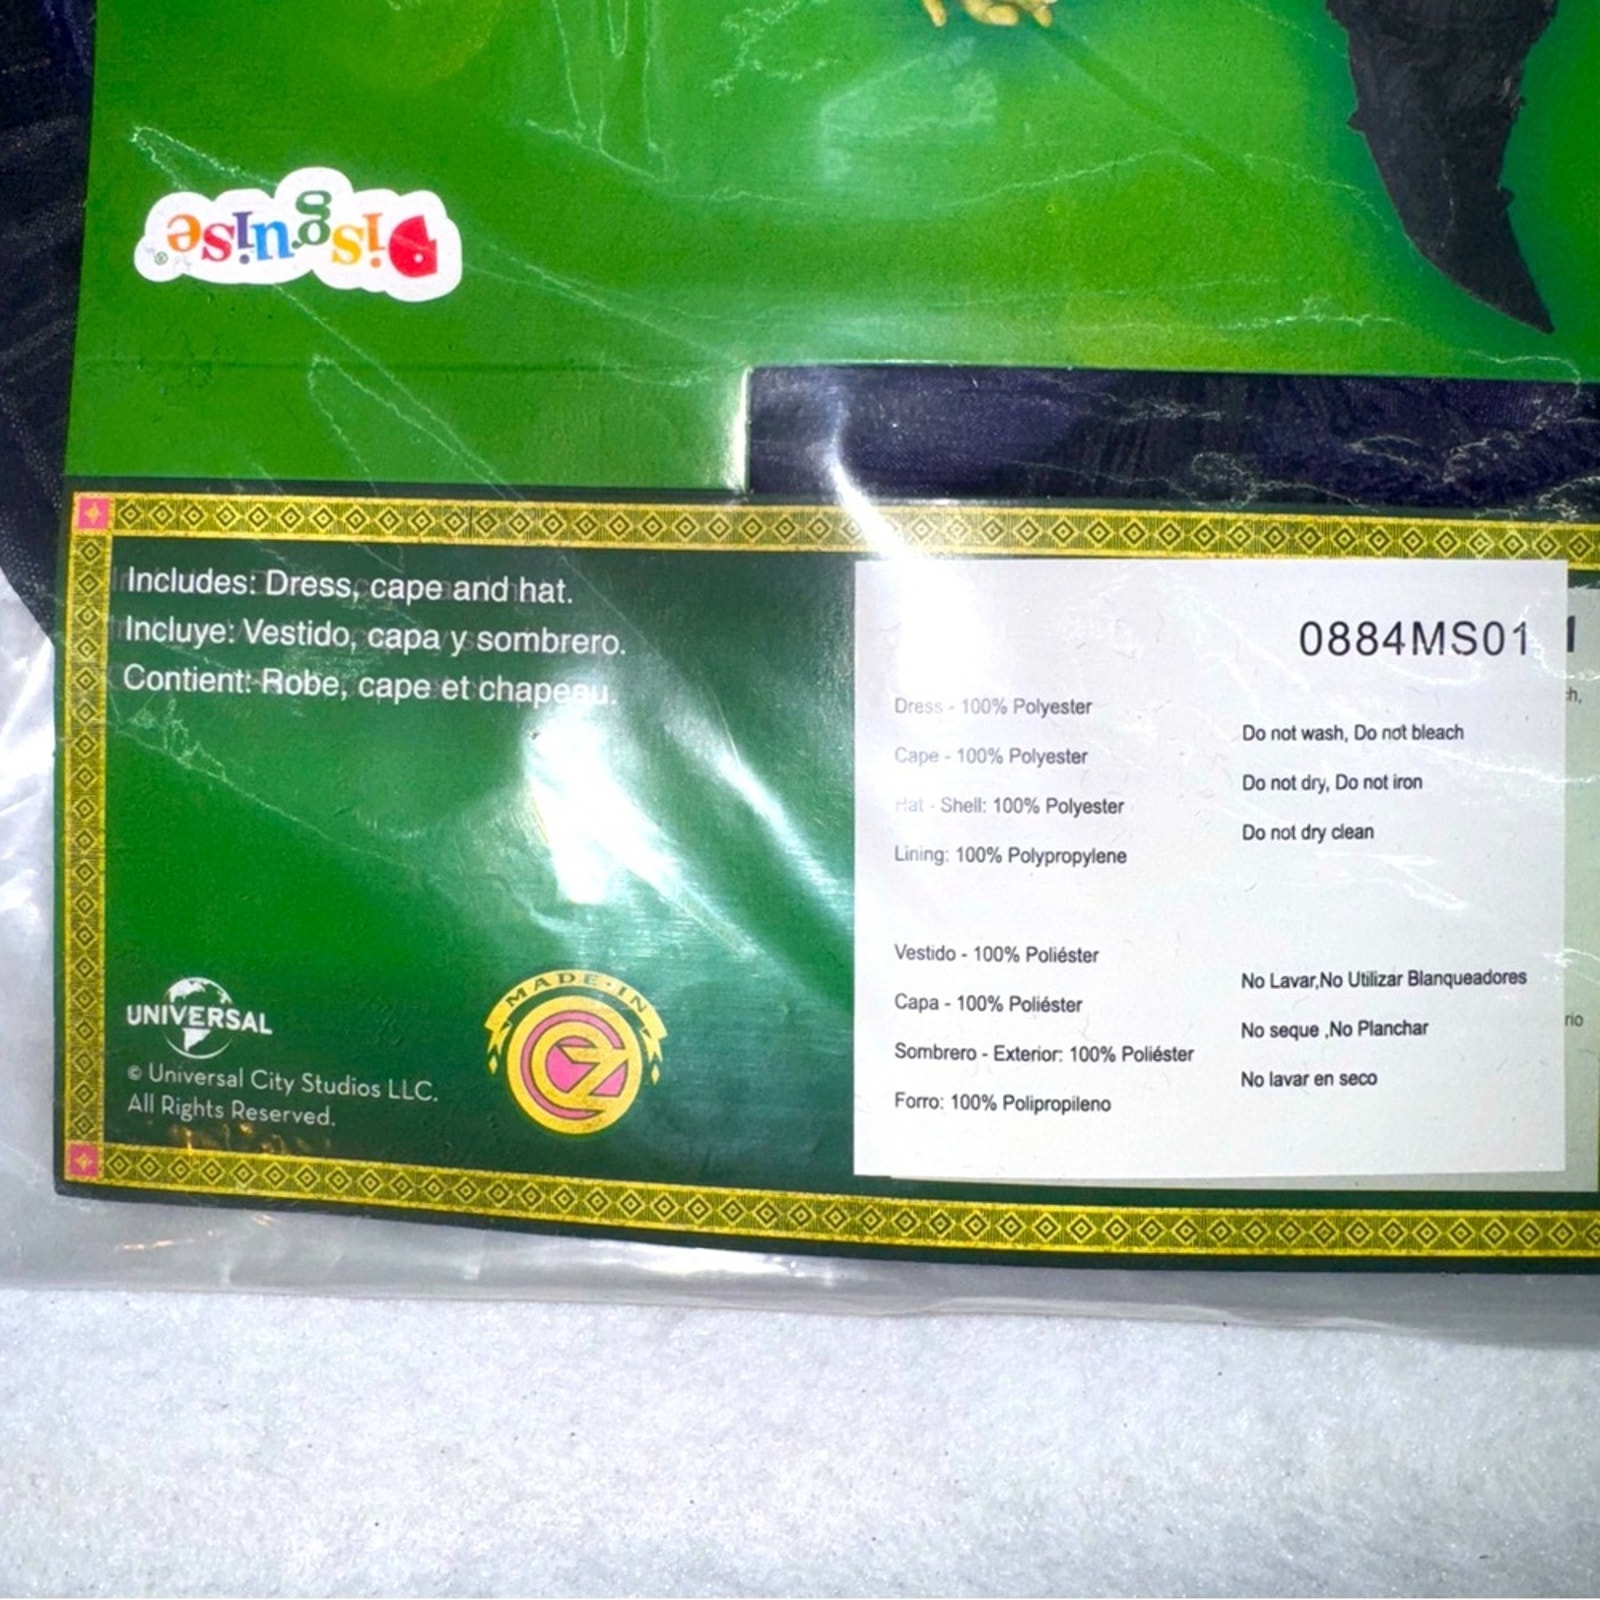 Disguise
Includes: Dress, cape and hat.
Incluye: Vestido, capa y sombrero.
Contient: Robe, cape et chapeau.
0884MS01
Dress - 100% Polyester
Cape - 100% Polyester
Hat - Shell: 100% Polyester
Lining: 100% Polypropylene
Do not wash, Do not bleach
Do not dry, Do not iron
Do not dry clean
Vestido - 100% Poliéster
Capa - 100% Poliéster
Sombrero - Exterior: 100% Poliéster
Forro: 100% Polipropileno
No Lavar,No Utilizar Blanqueadores
No seque ,No Planchar
No lavar en seco
UNIVERSAL
© Universal City Studios LLC.
All Rights Reserved.
MADE·IN
OZ